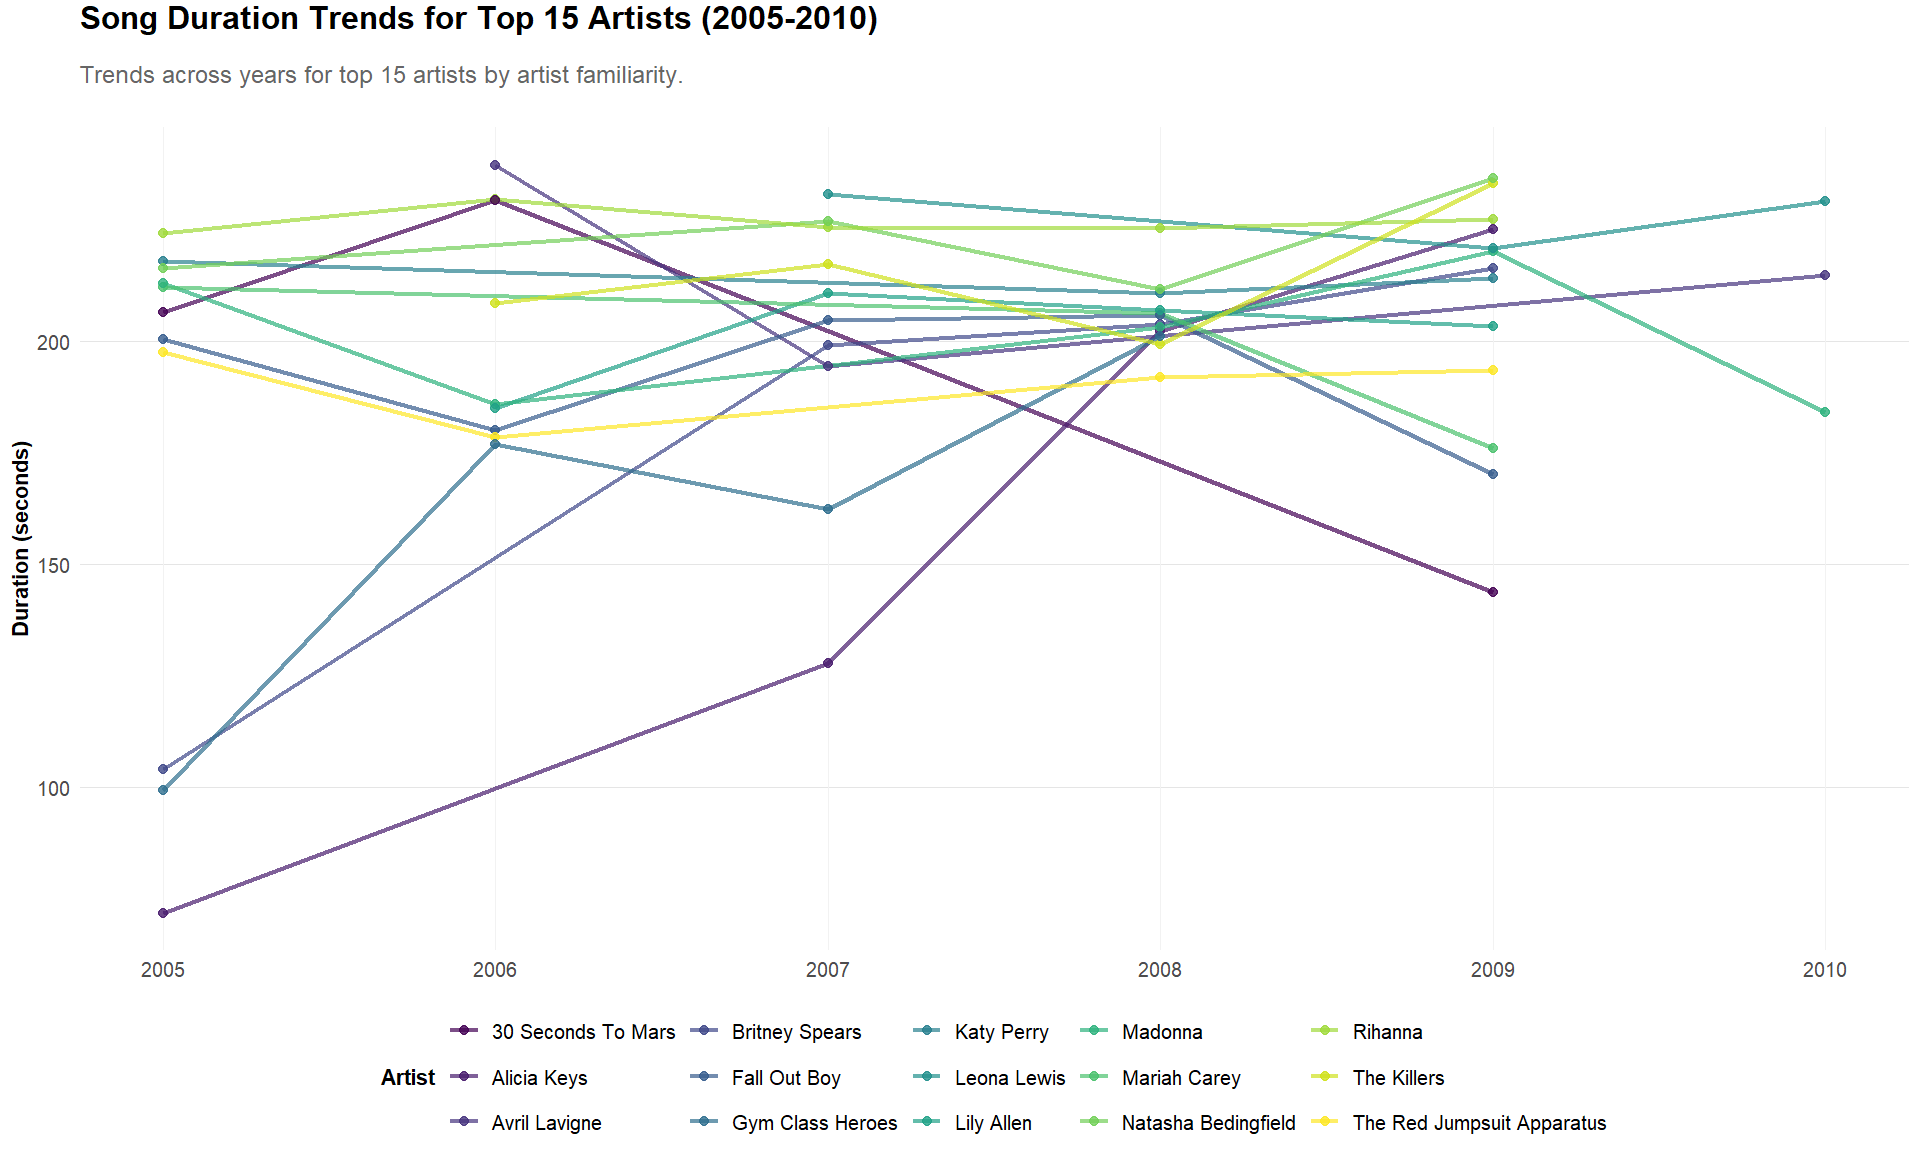 Song Duration Trends for Top 15 Artists (2005-2010)
Trends across years for top 15 artists by artist familiarity.
Duration (seconds)
200
150
100
2005 2006 2007 2008 2009 2010
Artist
30 Seconds To Mars Britney Spears Katy Perry Madonna Rihanna
Alicia Keys Fall Out Boy Leona Lewis Mariah Carey The Killers
Avril Lavigne Gym Class Heroes Lily Allen Natasha Bedingfield The Red Jumpsuit Apparatus